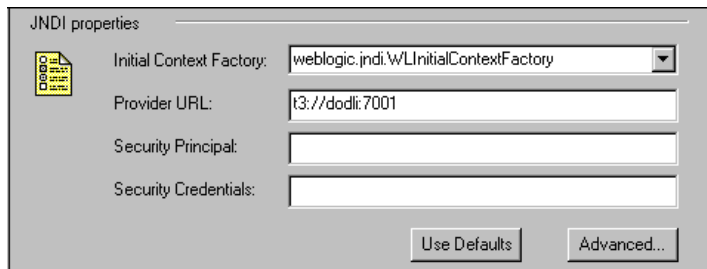 JNDI properties
Initial Context Factory: weblogic.jndi.WLInitialContextFactory
Provider URL: t3://dodli:7001
Security Principal:
Security Credentials:
Use Defaults Advanced...